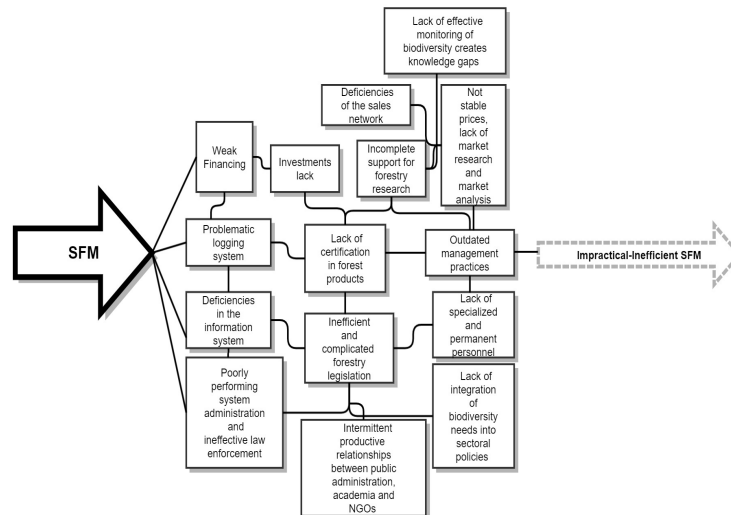 Lack of effective
monitoring of
biodiversity creates
knowledge gaps
Deficiencies
of the sales
network
Not
stable
prices,
lack of
market
research
and
market
analysis
Weak
Financing
Investments
lack
Incomplete
support for
forestry
research
SFM
Problematic
logging
system
Lack of
certification
in forest
products
Outdated
management
practices
Impractical-Inefficient SFM
Deficiencies in
the information
system
Inefficient
and
complicated
forestry
legislation
Lack of
specialized
and
permanent
personnel
Poorly
performing
system
administration
and
ineffective law
enforcement
Lack of
integration
of
biodiversity
needs into
sectoral
policies
Intermittent
productive
relationships
between public
administration,
academia and
NGOs